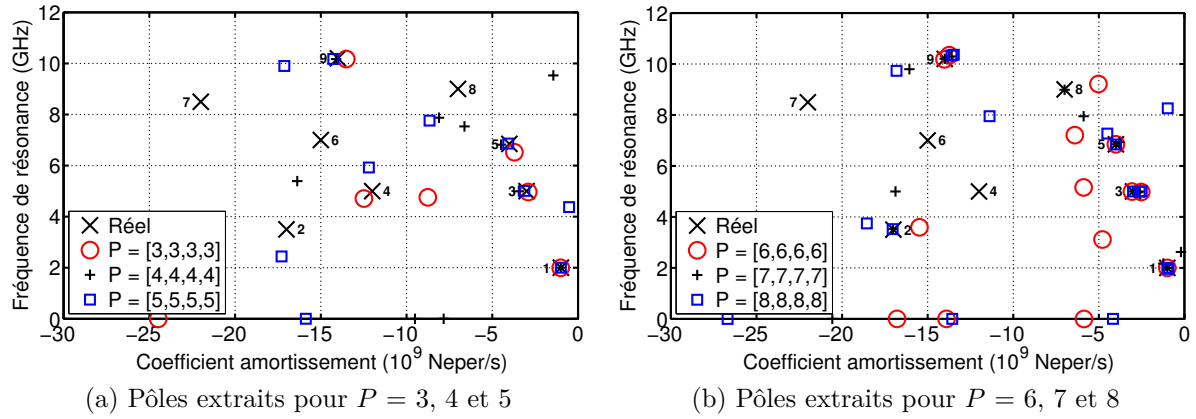 12
10
8
6
4
2
0
Fréquence de résonance (GHz)
9
8
7
6
5
4
3
2
1
Réel
P = [3,3,3,3]
P = [4,4,4,4]
P = [5,5,5,5]
−30 −25 −20 −15 −10 −5 0
Coefficient amortissement (10^9 Neper/s)
(a) Pôles extraits pour P = 3, 4 et 5
12
10
8
6
4
2
0
Fréquence de résonance (GHz)
9
8
7
6
5
4
3
2
1
Réel
P = [6,6,6,6]
P = [7,7,7,7]
P = [8,8,8,8]
−30 −25 −20 −15 −10 −5 0
Coefficient amortissement (10^9 Neper/s)
(b) Pôles extraits pour P = 6, 7 et 8